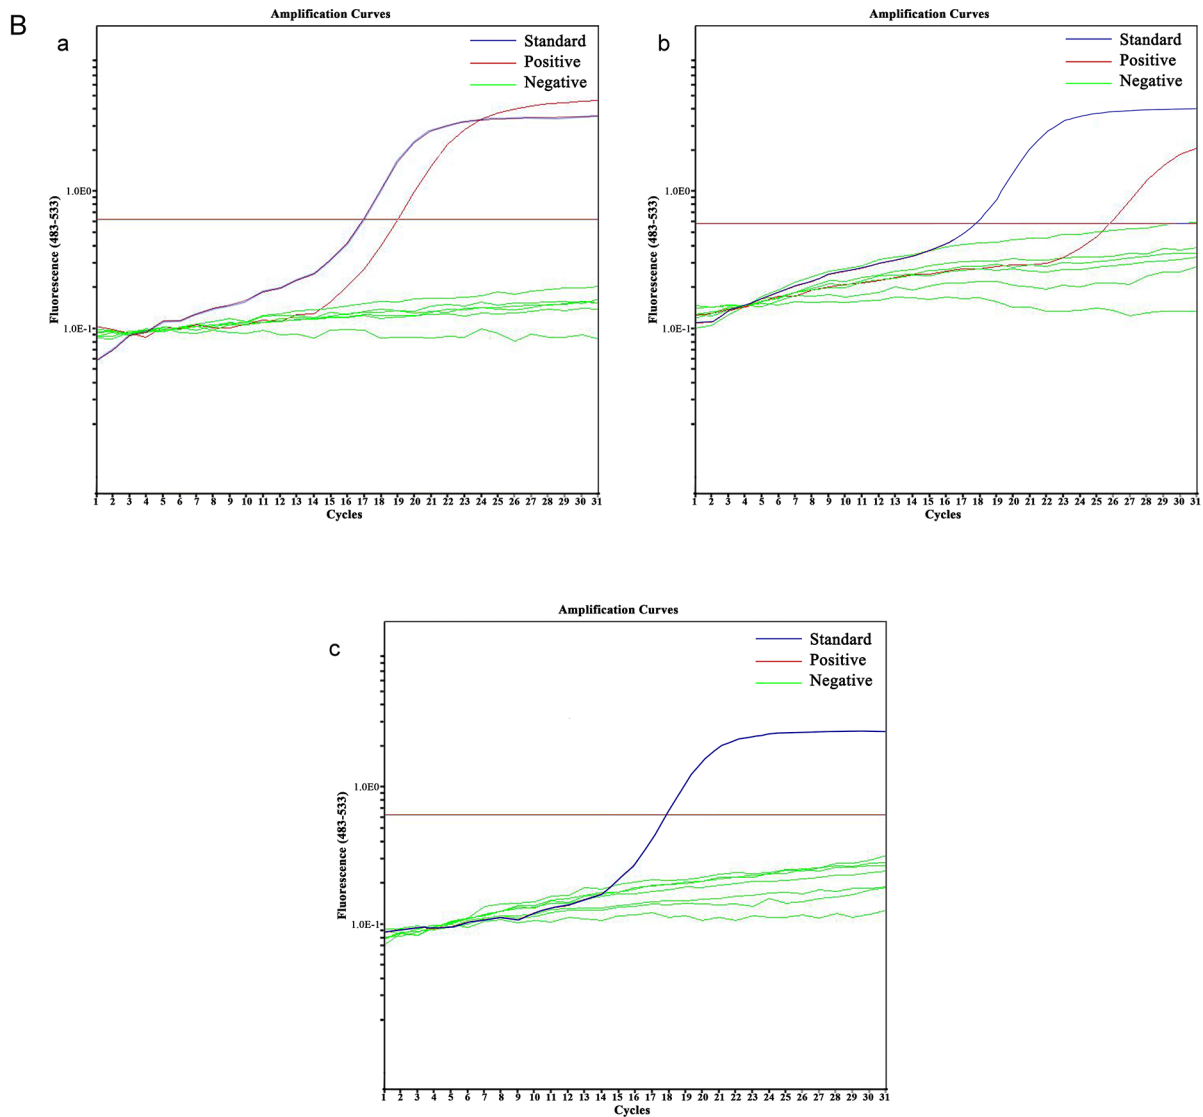 B
a
Amplification Curves
Standard
Positive
Negative
1.0E0
1.0E-1
Fluorescence (483-533)
1 2 3 4 5 6 7 8 9 10 11 12 13 14 15 16 17 18 19 20 21 22 23 24 25 26 27 28 29 30 31
Cycles
b
Amplification Curves
Standard
Positive
Negative
1.0E0
1.0E-1
Fluorescence (483-533)
1 2 3 4 5 6 7 8 9 10 11 12 13 14 15 16 17 18 19 20 21 22 23 24 25 26 27 28 29 30 31
Cycles
c
Amplification Curves
Standard
Positive
Negative
1.0E0
1.0E-1
Fluorescence (483-533)
1 2 3 4 5 6 7 8 9 10 11 12 13 14 15 16 17 18 19 20 21 22 23 24 25 26 27 28 29 30 31
Cycles